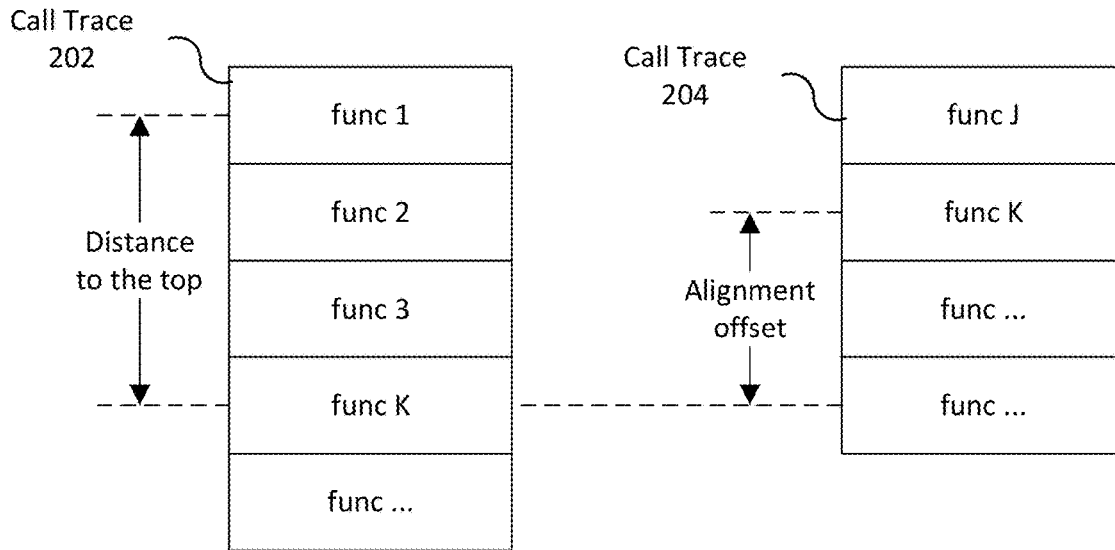 Call Trace
202
func 1
func 2
func 3
func K
func ...
Distance
to the top
Call Trace
204
func J
func K
func ...
func ...
Alignment
offset